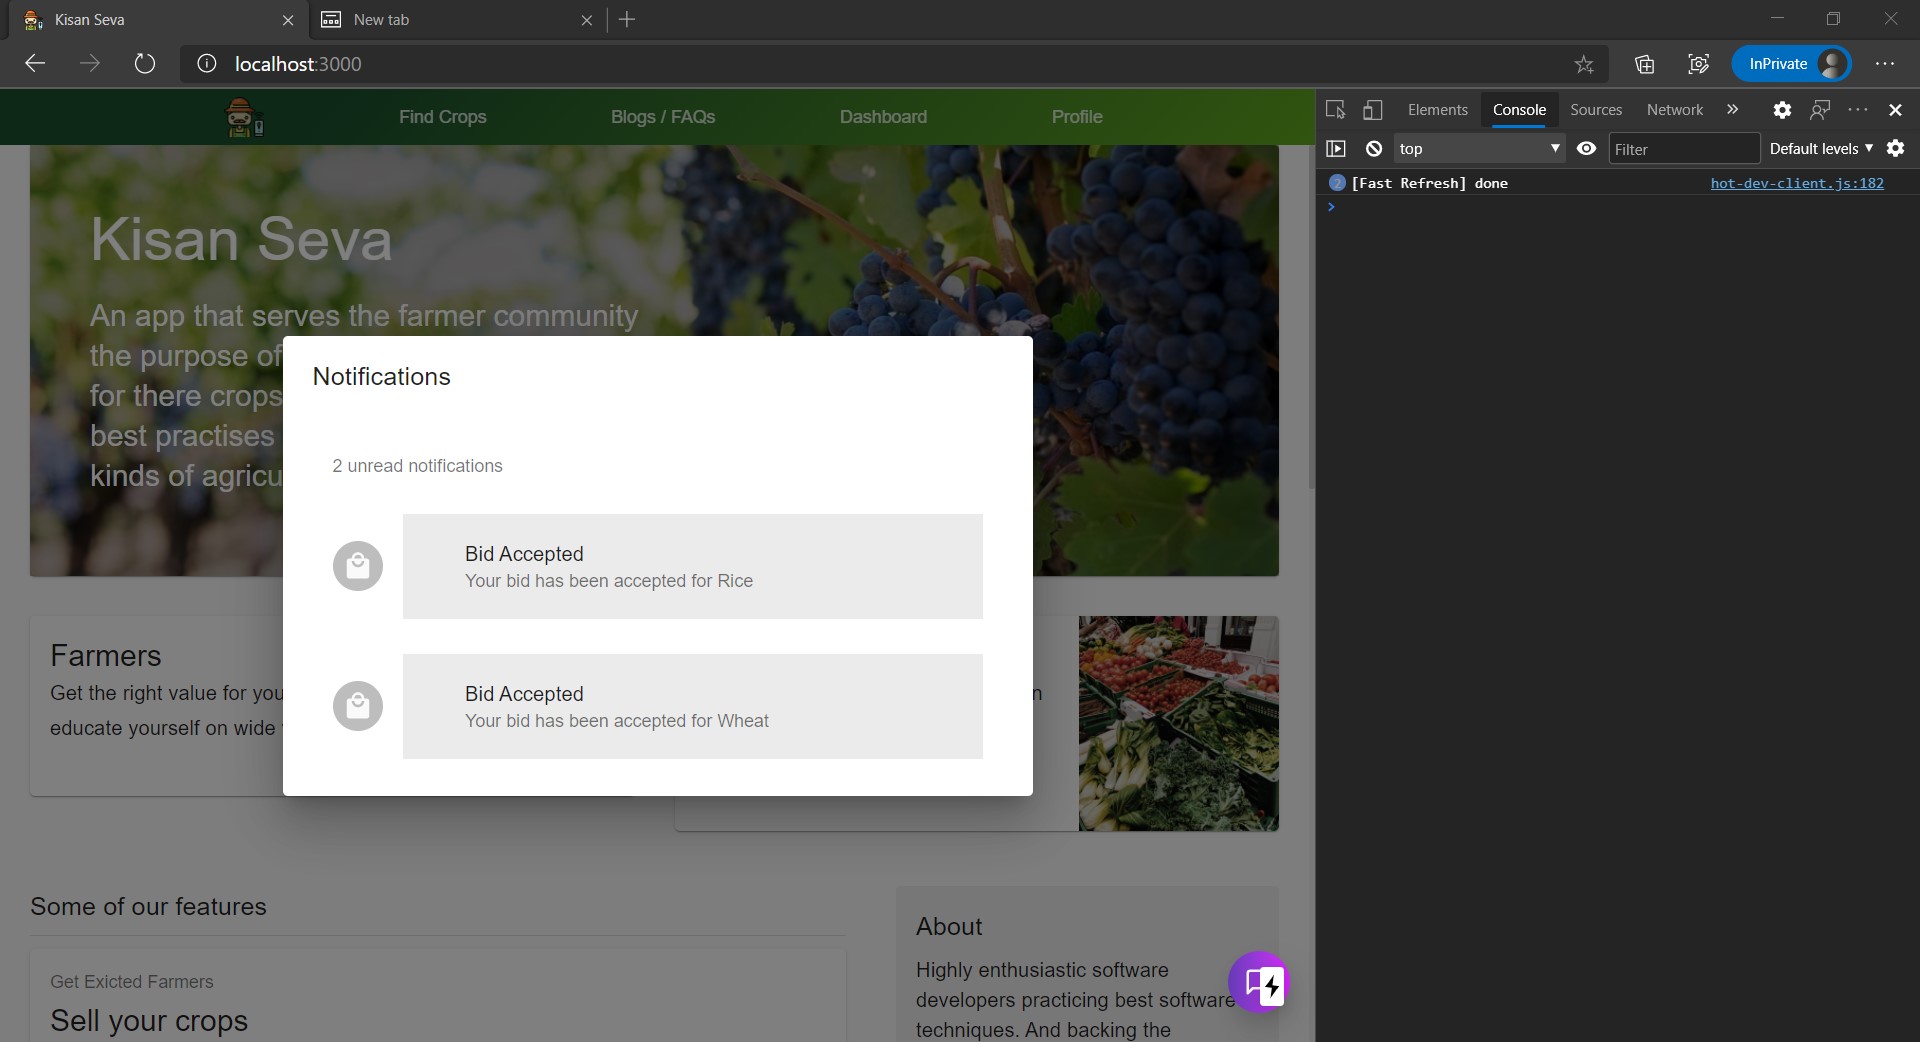 Kisan Seva
New tab
localhost:3000
InPrivate
Find Crops
Blogs / FAQs
Dashboard
Profile
Elements
Console
Sources
Network
top
Filter
Default levels
2 [Fast Refresh] done
hot-dev-client.js:182
Kisan Seva
An app that serves the farmer community
the purpose of
for there crops
best practises
kinds of agricu
Notifications
2 unread notifications
Bid Accepted
Your bid has been accepted for Rice
Bid Accepted
Your bid has been accepted for Wheat
Farmers
Get the right value for you
educate yourself on wide
n
Some of our features
Get Exicted Farmers
Sell your crops
About
Highly enthusiastic software
developers practicing best software
techniques. And backing the